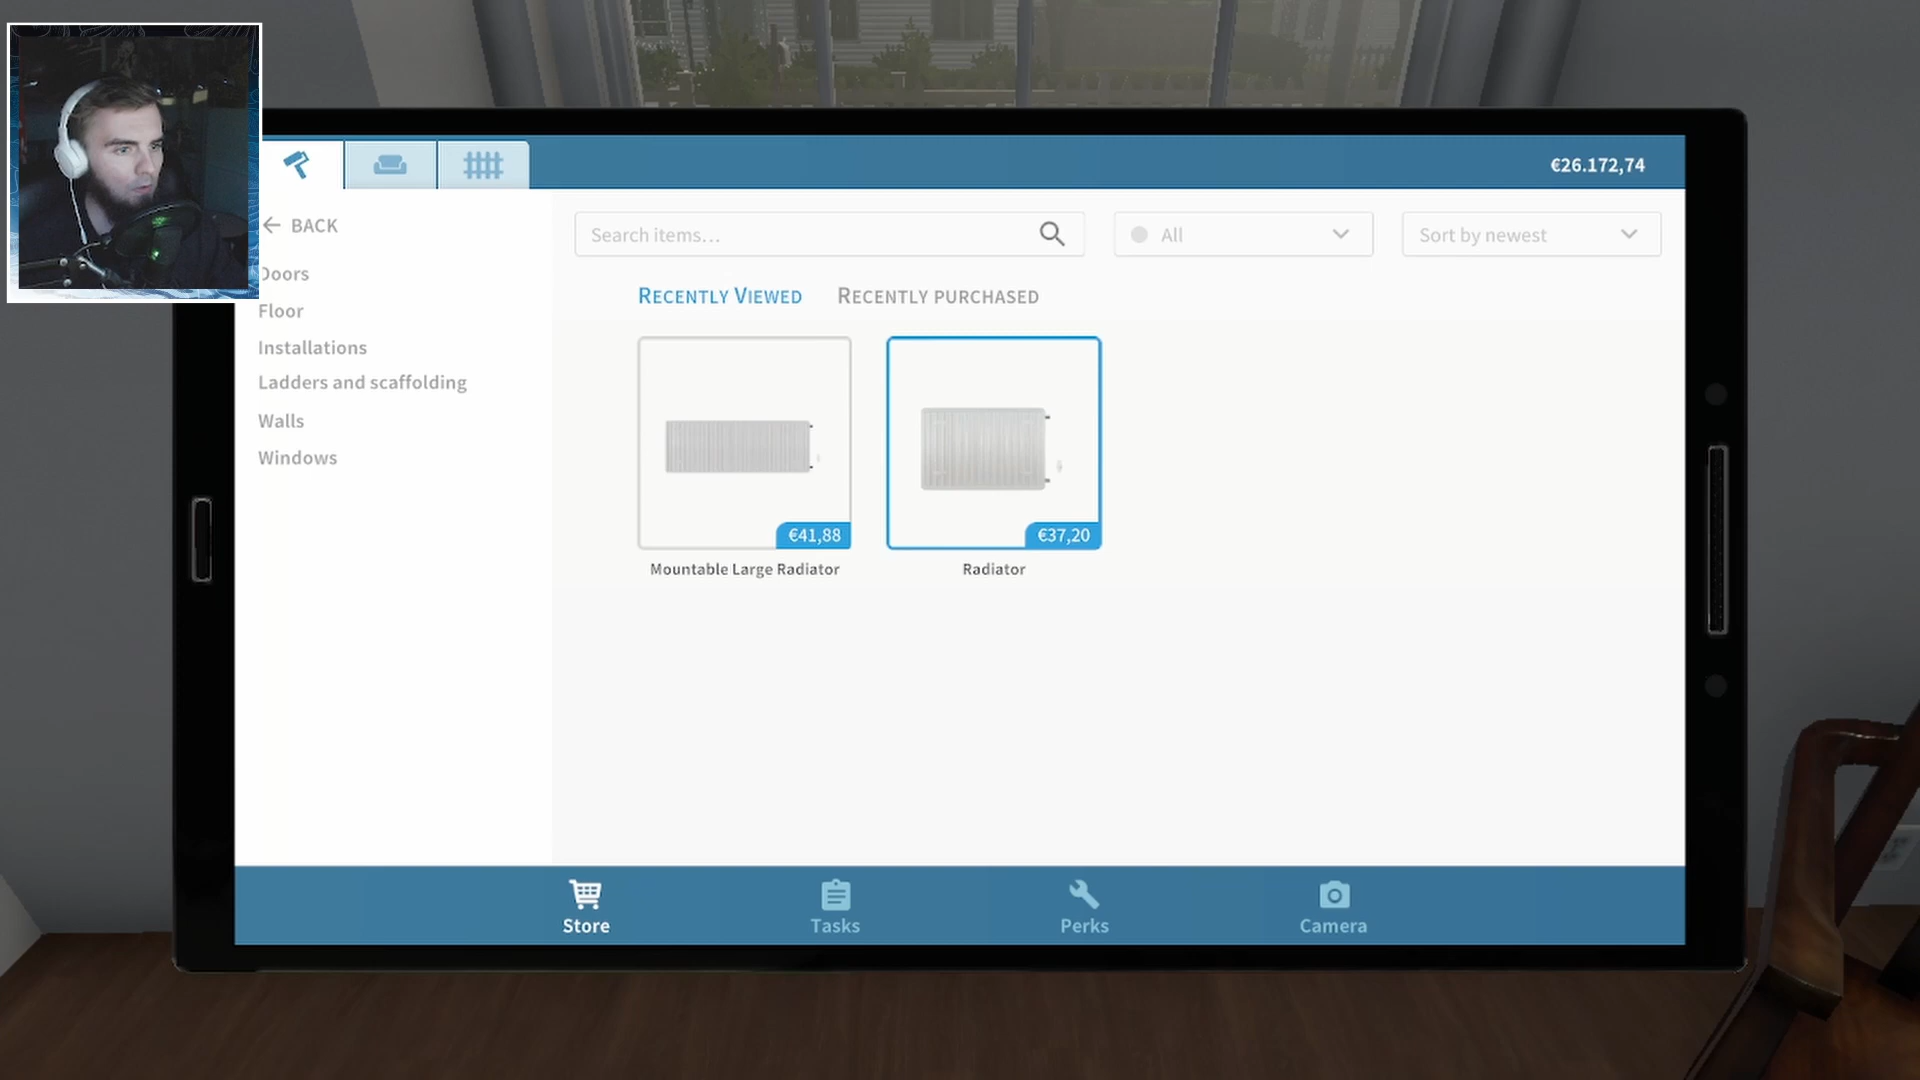 €26.172,74
BACK
Search items...
All
Sort by newest
Doors
Floor
Installations
Ladders and scaffolding
Walls
Windows
RECENTLY VIEWED
RECENTLY PURCHASED
€41,88
€37,20
Mountable Large Radiator
Radiator
Store
Tasks
Perks
Camera